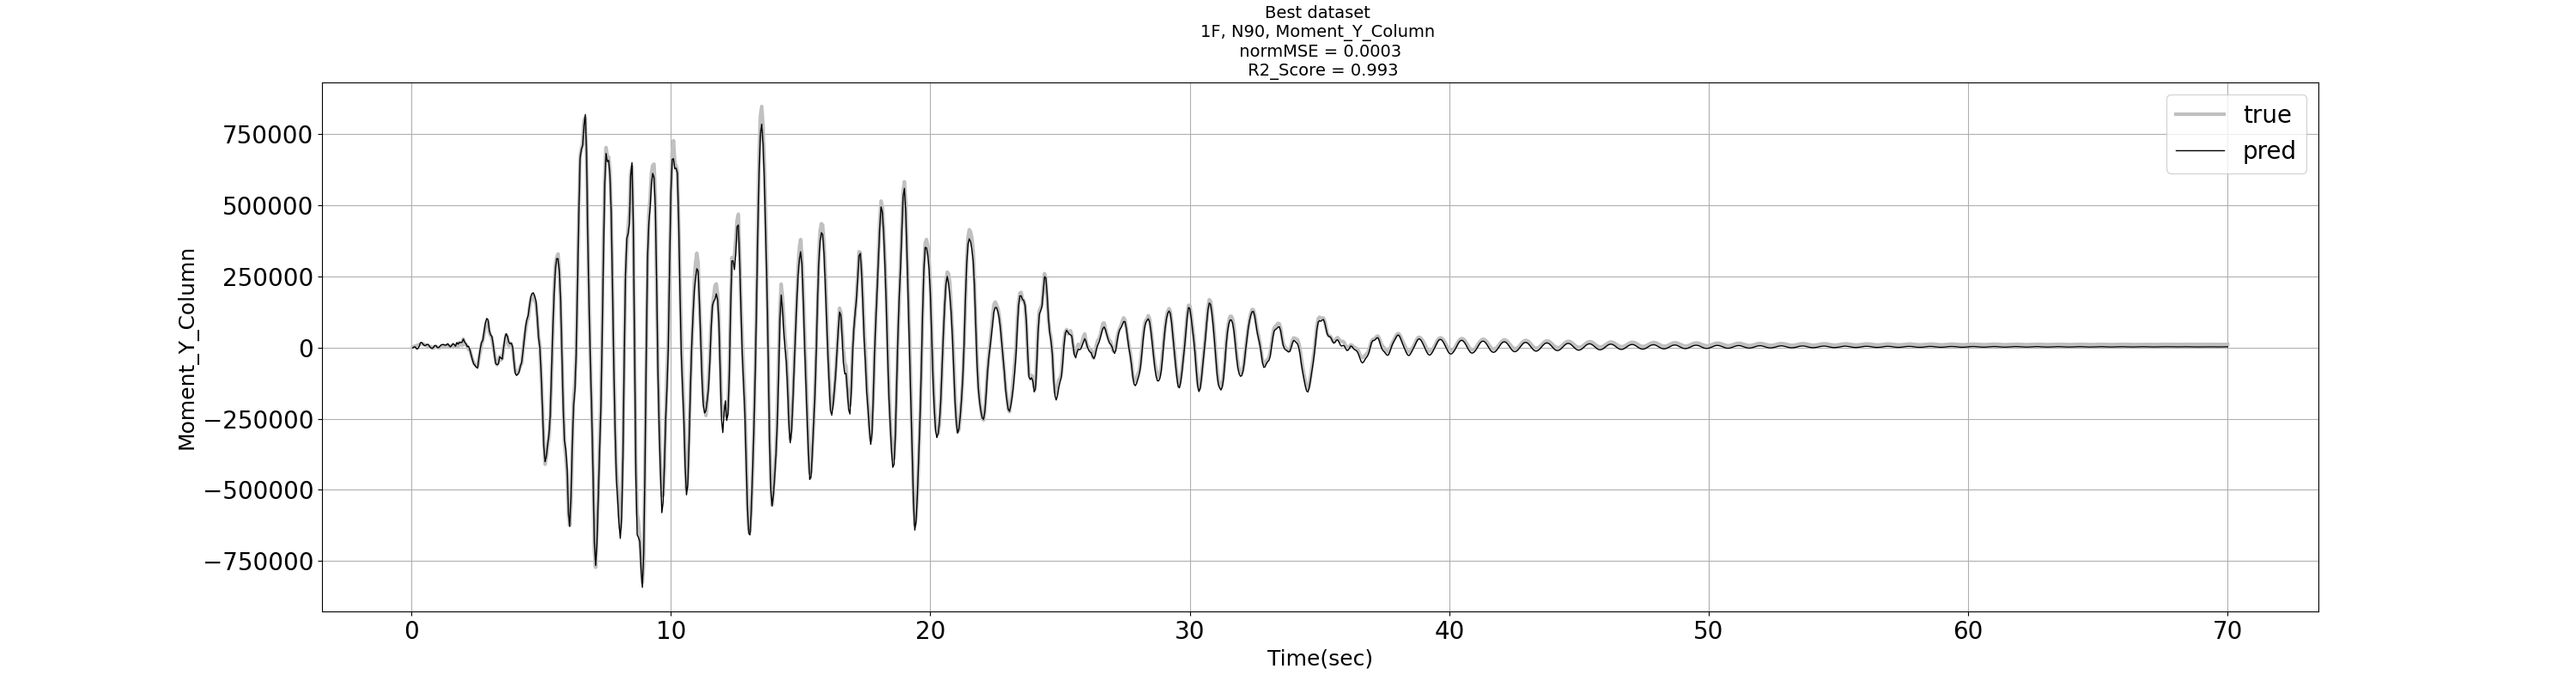 Best dataset
1F, N90, Moment_Y_Column
normMSE = 0.0003
R2_Score = 0.993
true
pred
Moment_Y_Column
750000
500000
250000
0
−250000
−500000
−750000
0 10 20 30 40 50 60 70
Time(sec)